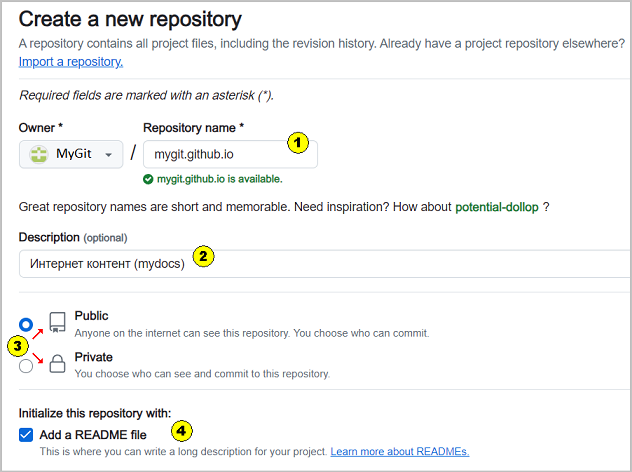 Create a new repository
A repository contains all project files, including the revision history. Already have a project repository elsewhere?
Import a repository.
Required fields are marked with an asterisk (*).
Owner * Repository name *
1
MyGit / mygit.github.io
mygit.github.io is available.
Great repository names are short and memorable. Need inspiration? How about potential-dollop ?
Description (optional)
2
Интернет контент (mydocs)
Public
Anyone on the internet can see this repository. You choose who can commit.
3
Private
You choose who can see and commit to this repository.
Initialize this repository with:
Add a README file 4
This is where you can write a long description for your project. Learn more about READMEs.